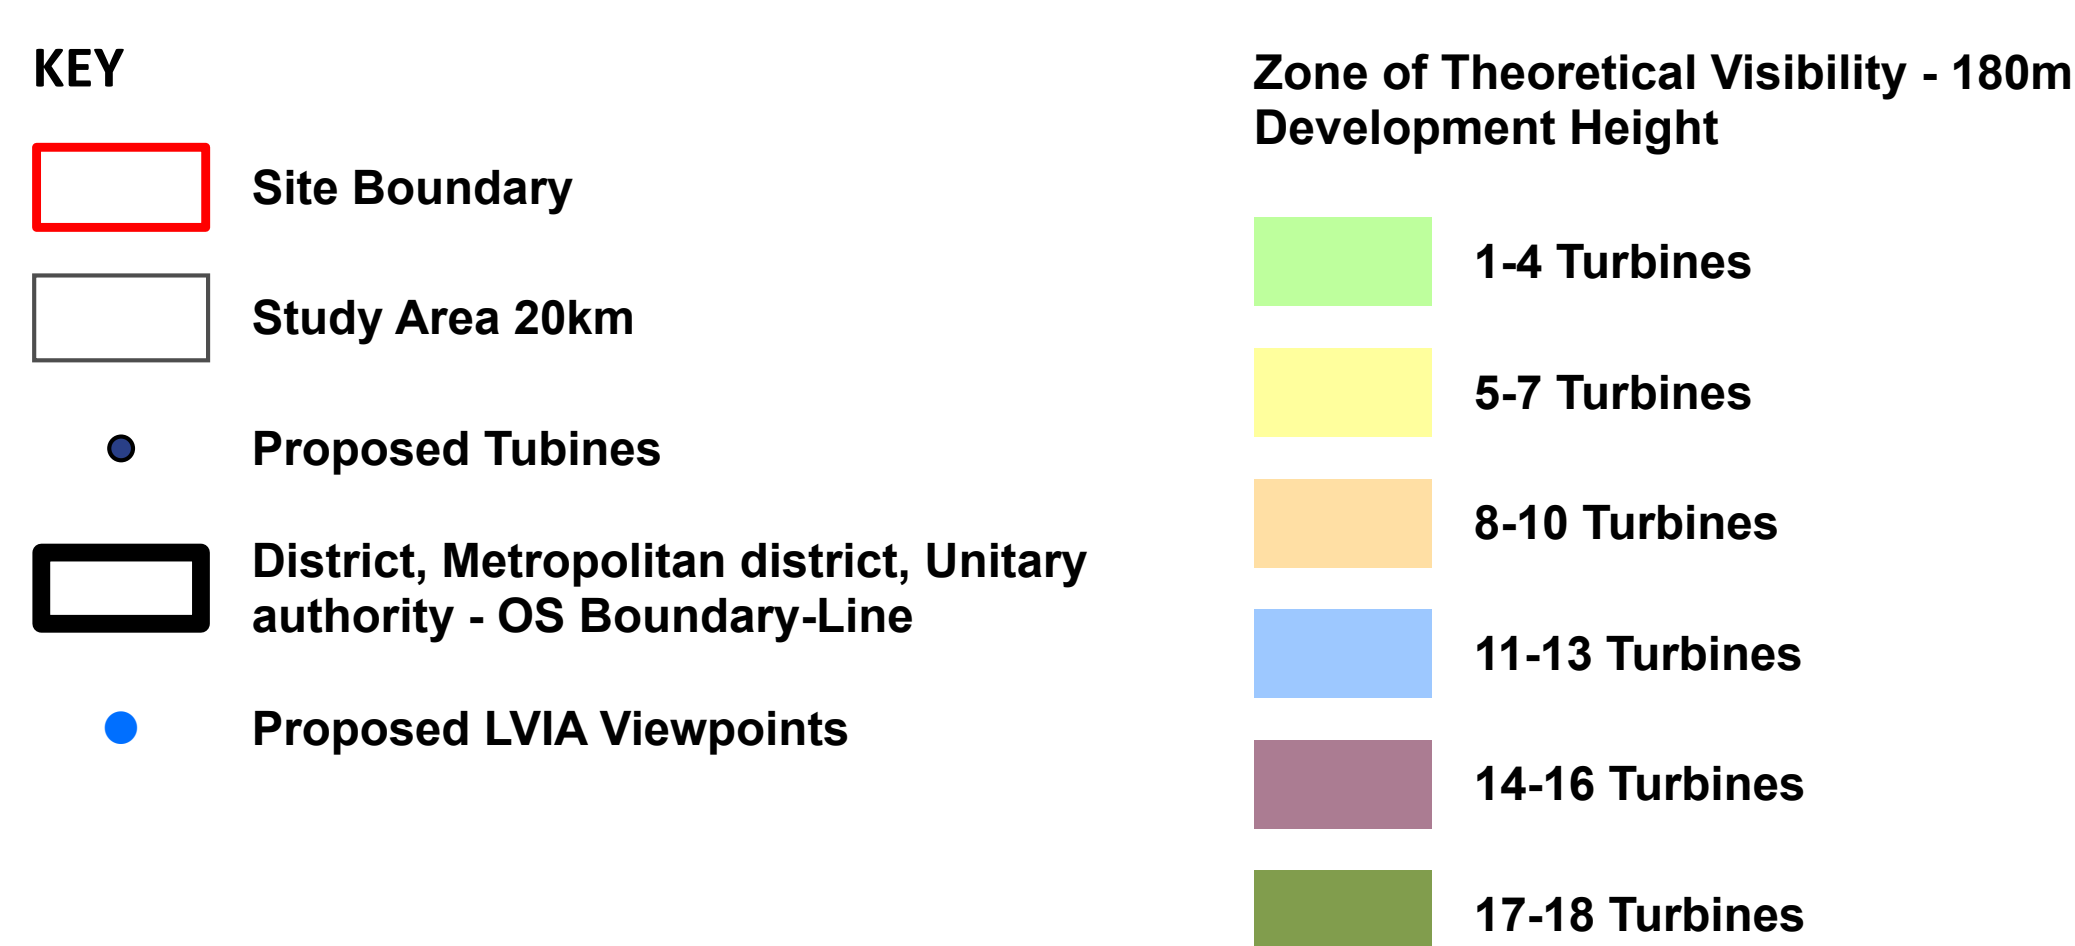 KEY
Site Boundary
Study Area 20km
Proposed Tubines
District, Metropolitan district, Unitary
authority - OS Boundary-Line
Proposed LVIA Viewpoints
Zone of Theoretical Visibility - 180m
Development Height
1-4 Turbines
5-7 Turbines
8-10 Turbines
11-13 Turbines
14-16 Turbines
17-18 Turbines